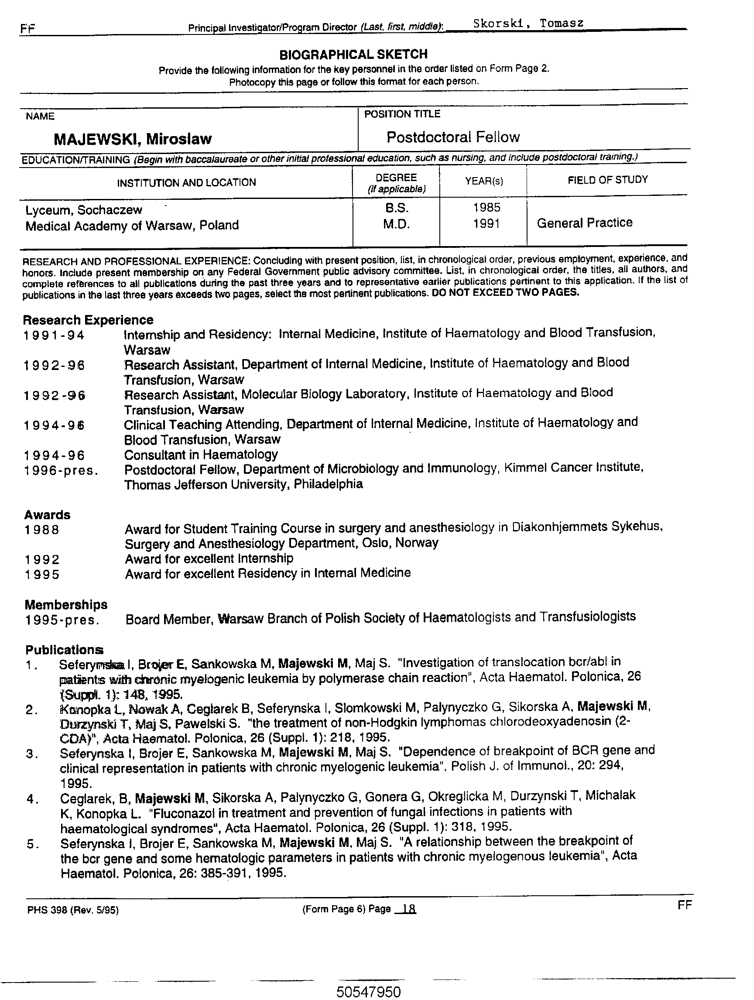 FF Principal Investigator/Program Director (Last, first, middle): Skorski, Tomasz
BIOGRAPHICAL SKETCH
Provide the following information for the key personnel in the order listed on Form Page 2.
Photocopy this page or follow this format for each person.
NAME POSITION TITLE
MAJEWSKI, Miroslaw Postdoctoral Fellow
EDUCATION/TRAINING (Begin with baccalaureate or other initial professional education, such as nursing, and include postdoctoral training.)
INSTITUTION AND LOCATION DEGREE (if applicable) YEAR(s) FIELD OF STUDY
Lyceum, Sochaczew B.S. 1985
Medical Academy of Warsaw, Poland M.D. 1991 General Practice
RESEARCH AND PROFESSIONAL EXPERIENCE: Concluding with present position, list, in chronological order, previous employment, experience, and
honors. Include present membership on any Federal Government public advisory committee. List, in chronological order, the titles, all authors, and
complete references to all publications during the past three years and to representative earlier publications pertinent to this application. If the list of
publications in the last three years exceeds two pages, select the most pertinent publications. DO NOT EXCEED TWO PAGES.
Research Experience
1991-94 Internship and Residency: Internal Medicine, Institute of Haematology and Blood Transfusion,
Warsaw
1992-96 Research Assistant, Department of Internal Medicine, Institute of Haematology and Blood
Transfusion, Warsaw
1992-96 Research Assistant, Molecular Biology Laboratory, Institute of Haematology and Blood
Transfusion, Warsaw
1994-96 Clinical Teaching Attending, Department of Internal Medicine, Institute of Haematology and
Blood Transfusion, Warsaw
1994-96 Consultant in Haematology
1996-pres. Postdoctoral Fellow, Department of Microbiology and Immunology, Kimmel Cancer Institute,
Thomas Jefferson University, Philadelphia
Awards
1988 Award for Student Training Course in surgery and anesthesiology in Diakonhjemmets Sykehus,
Surgery and Anesthesiology Department, Oslo, Norway
1992 Award for excellent Internship
1995 Award for excellent Residency in Internal Medicine
Memberships
1995-pres. Board Member, Warsaw Branch of Polish Society of Haematologists and Transfusiologists
Publications
1. Seferynska I, Brojer E, Sankowska M, Majewski M, Maj S. "Investigation of translocation bcr/abl in
patients with chronic myelogenic leukemia by polymerase chain reaction", Acta Haematol. Polonica, 26
(Suppl. 1): 148, 1995.
2. Konopka L, Nowak A, Ceglarek B, Seferynska I, Slomkowski M, Palynyczko G, Sikorska A, Majewski M,
Durzynski T, Maj S, Pawelski S. "the treatment of non-Hodgkin lymphomas chlorodeoxyadenosin (2-
CDA)", Acta Haematol. Polonica, 26 (Suppl. 1): 218, 1995.
3. Seferynska I, Brojer E, Sankowska M, Majewski M, Maj S. "Dependence of breakpoint of BCR gene and
clinical representation in patients with chronic myelogenic leukemia", Polish J. of Immunol., 20: 294,
1995.
4. Ceglarek, B, Majewski M, Sikorska A, Palynyczko G, Gonera G, Okreglicka M, Durzynski T, Michalak
K, Konopka L. "Fluconazol in treatment and prevention of fungal infections in patients with
haematological syndromes", Acta Haematol. Polonica, 26 (Suppl. 1): 318, 1995.
5. Seferynska I, Brojer E, Sankowska M, Majewski M, Maj S. "A relationship between the breakpoint of
the bcr gene and some hematologic parameters in patients with chronic myelogenous leukemia", Acta
Haematol. Polonica, 26: 385-391, 1995.
PHS 398 (Rev. 5/95) (Form Page 6) Page 18 FF
50547950